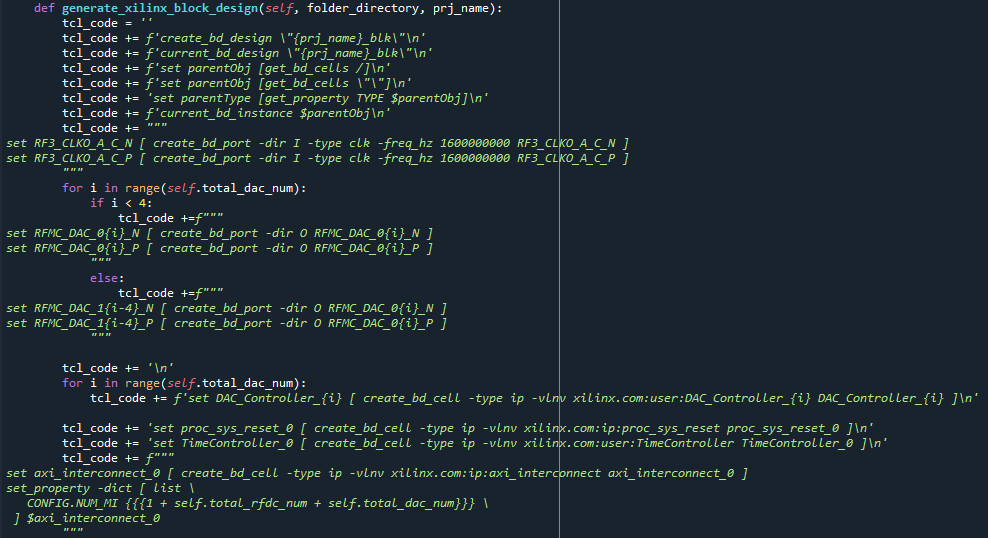 def generate_xilinx_block_design(self, folder_directory, prj_name):
tcl_code = ''
tcl_code += f'create_bd_design \"{prj_name}_blk\"\n'
tcl_code += f'current_bd_design \"{prj_name}_blk\"\n'
tcl_code += f'set parentObj [get_bd_cells /]\n'
tcl_code += f'set parentObj [get_bd_cells \"\"]\n'
tcl_code += 'set parentType [get_property TYPE $parentObj]\n'
tcl_code += f'current_bd_instance $parentObj\n'
tcl_code += """
set RF3_CLKO_A_C_N [ create_bd_port -dir I -type clk -freq_hz 1600000000 RF3_CLKO_A_C_N ]
set RF3_CLKO_A_C_P [ create_bd_port -dir I -type clk -freq_hz 1600000000 RF3_CLKO_A_C_P ]
"""
for i in range(self.total_dac_num):
if i < 4:
tcl_code +=f"""
set RFMC_DAC_0{i}_N [ create_bd_port -dir O RFMC_DAC_0{i}_N ]
set RFMC_DAC_0{i}_P [ create_bd_port -dir O RFMC_DAC_0{i}_P ]
"""
else:
tcl_code +=f"""
set RFMC_DAC_1{i-4}_N [ create_bd_port -dir O RFMC_DAC_0{i}_N ]
set RFMC_DAC_1{i-4}_P [ create_bd_port -dir O RFMC_DAC_0{i}_P ]
"""
tcl_code += '\n'
for i in range(self.total_dac_num):
tcl_code += f'set DAC_Controller_{i} [ create_bd_cell -type ip -vlnv xilinx.com:user:DAC_Controller_{i} DAC_Controller_{i} ]\n'
tcl_code += 'set proc_sys_reset_0 [ create_bd_cell -type ip -vlnv xilinx.com:ip:proc_sys_reset proc_sys_reset_0 ]\n'
tcl_code += 'set TimeController_0 [ create_bd_cell -type ip -vlnv xilinx.com:user:TimeController TimeController_0 ]\n'
tcl_code += f"""
set axi_interconnect_0 [ create_bd_cell -type ip -vlnv xilinx.com:ip:axi_interconnect axi_interconnect_0 ]
set_property -dict [ list \
CONFIG.NUM_MI {{{1 + self.total_rfdc_num + self.total_dac_num}}} \
] $axi_interconnect_0
"""